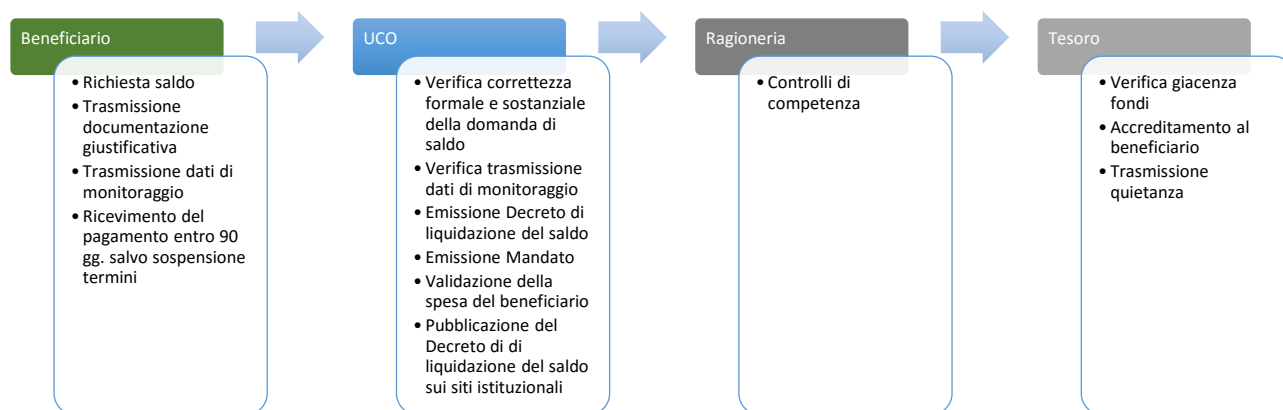 Beneficiario
• Richiesta saldo
• Trasmissione
documentazione
giustificativa
• Trasmissione dati di
monitoraggio
• Ricevimento del
pagamento entro 90
gg. salvo sospensione
termini
UCO
• Verifica correttezza
formale e sostanziale
della domanda di
saldo
• Verifica trasmissione
dati di monitoraggio
• Emissione Decreto di
liquidazione del saldo
• Emissione Mandato
• Validazione della
spesa del beneficiario
• Pubblicazione del
Decreto di di
liquidazione del saldo
sui siti istituzionali
Ragioneria
• Controlli di
competenza
Tesoro
• Verifica giacenza
fondi
• Accreditamento al
beneficiario
• Trasmissione
quietanza